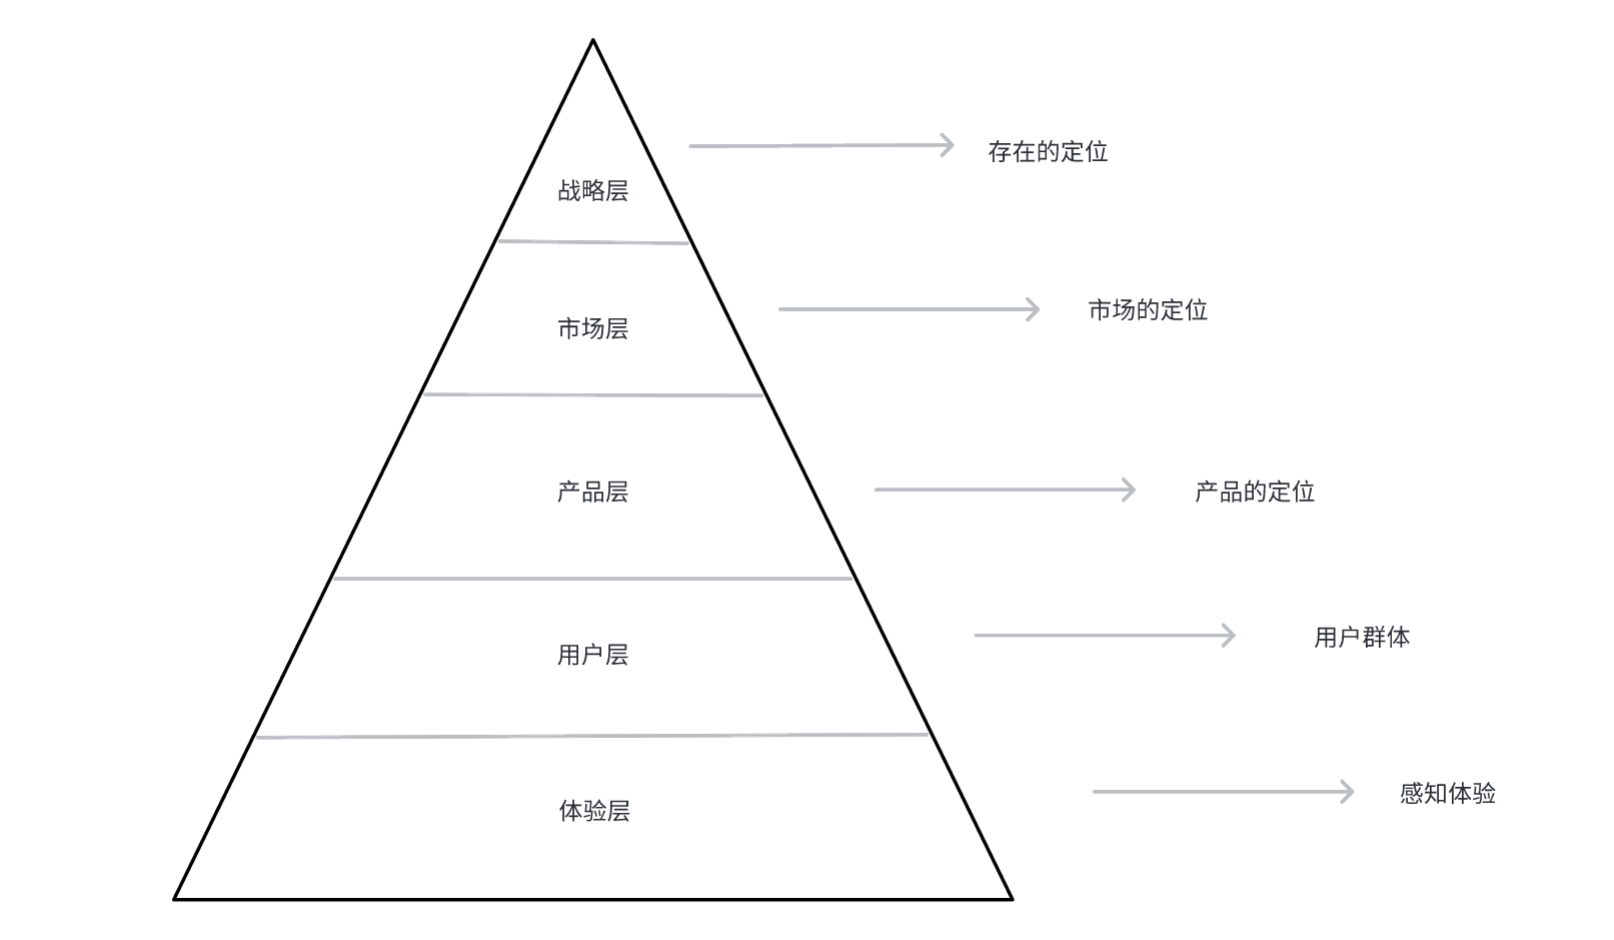 战略层
存在的定位
市场层
市场的定位
产品层
产品的定位
用户层
用户群体
体验层
感知体验